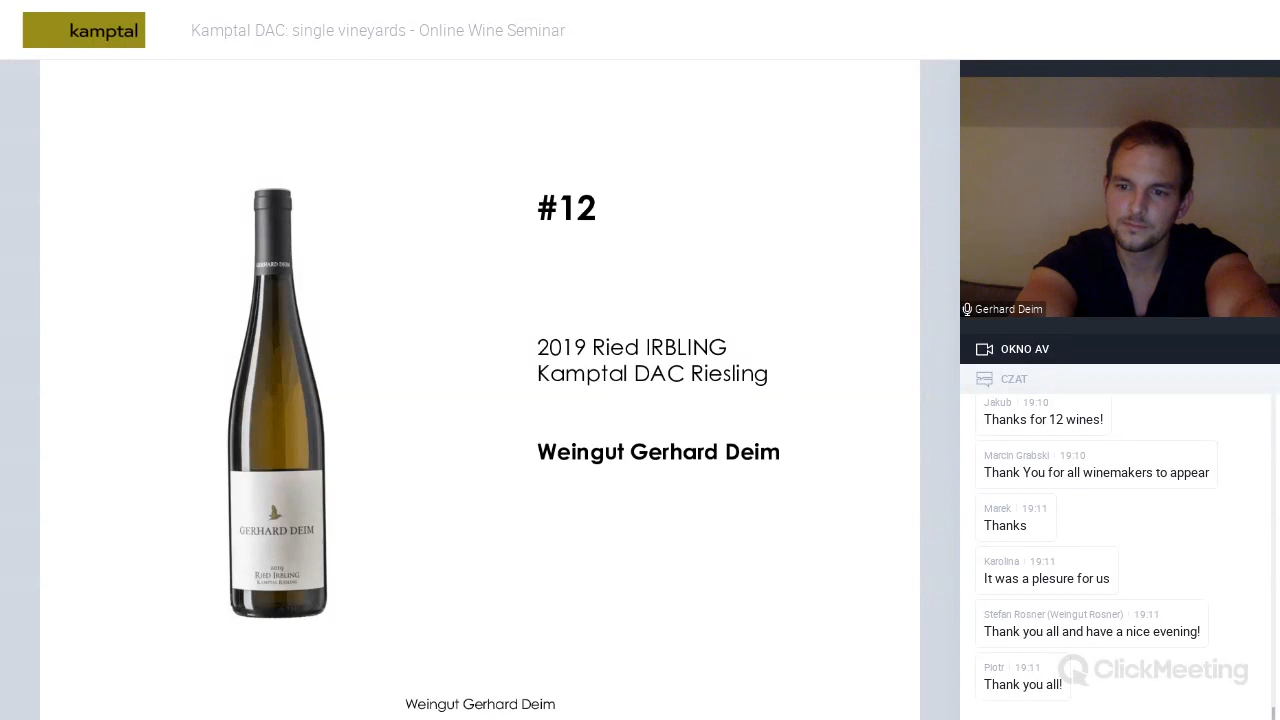 kamptal
Kamptal DAC: single vineyards - Online Wine Seminar
#12
2019 Ried IRBLING
Kamptal DAC Riesling
Weingut Gerhard Deim
GERHARD DEIM
GERHARD DEIM
2019
RIED IRBLING
KAMPTAL RIESLING
Weingut Gerhard Deim
Gerhard Deim
OKNO AV
CZAT
Jakub 19:10
Thanks for 12 wines!
Marcin Grabski 19:10
Thank You for all winemakers to appear
Marek 19:11
Thanks
Karolina 19:11
It was a plesure for us
Stefan Rosner (Weingut Rosner) 19:11
Thank you all and have a nice evening!
Piotr 19:11
Thank you all!
ClickMeeting